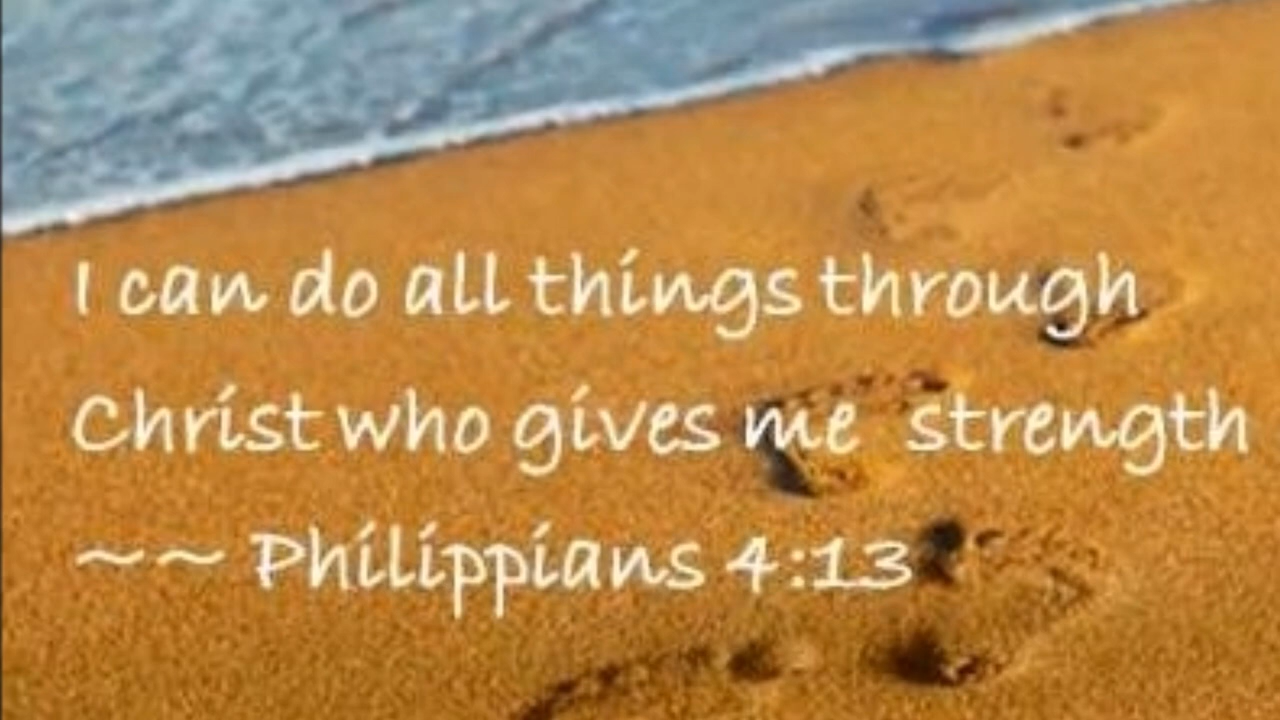 I can do all things through
Christ who gives me strength
~~ Philippians 4:13